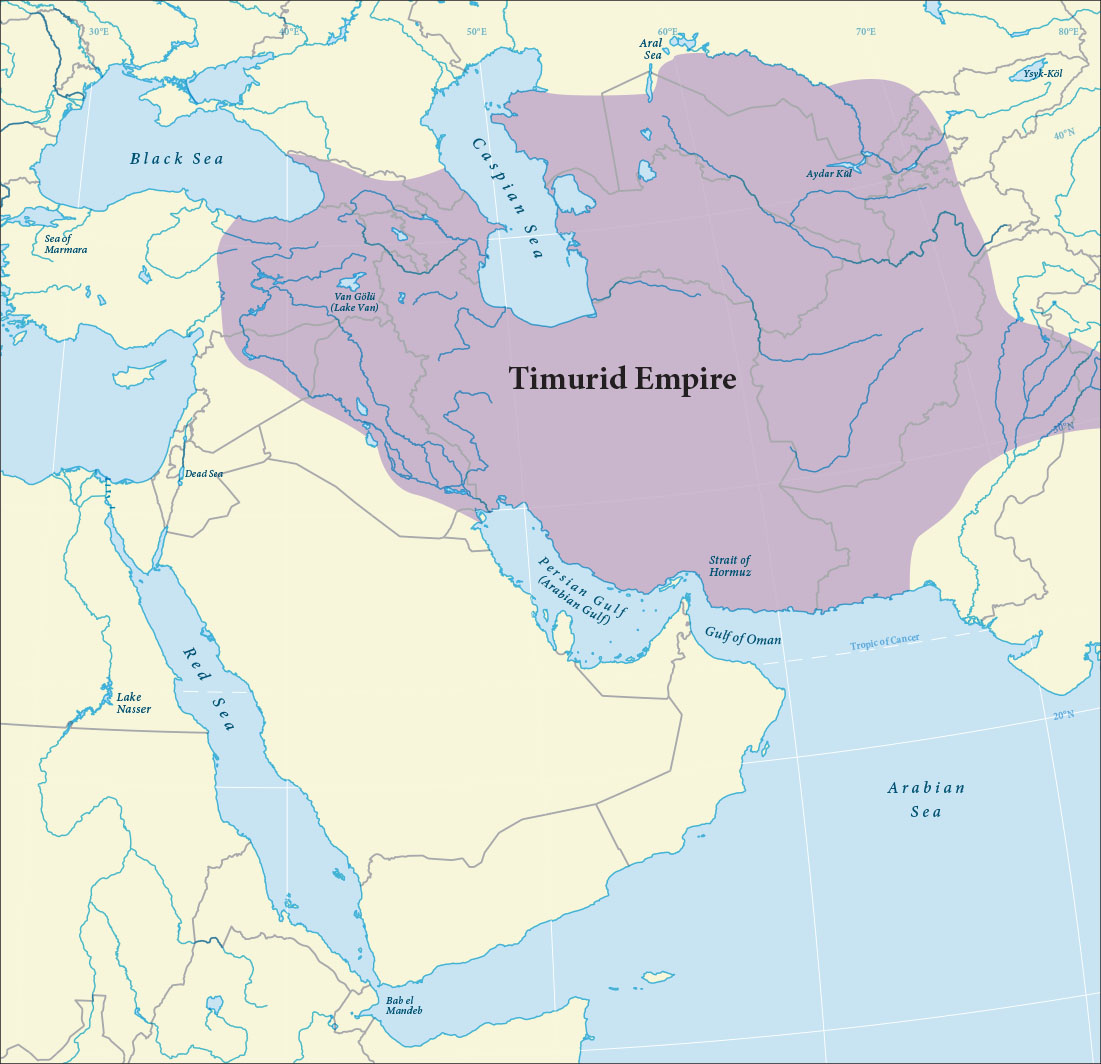 30°E
40°E
50°E
60°E
70°E
80°E
Aral
Sea
Ysyk-Köl
40°N
Black Sea
Caspian Sea
Aydar Kül
Sea of
Marmara
Van Gölü
(Lake Van)
Timurid Empire
30°N
Dead Sea
Strait of
Hormuz
Persian Gulf
(Arabian Gulf)
Gulf of Oman
Tropic of Cancer
Red Sea
Lake
Nasser
20°N
Arabian
Sea
Bab el
Mandeb